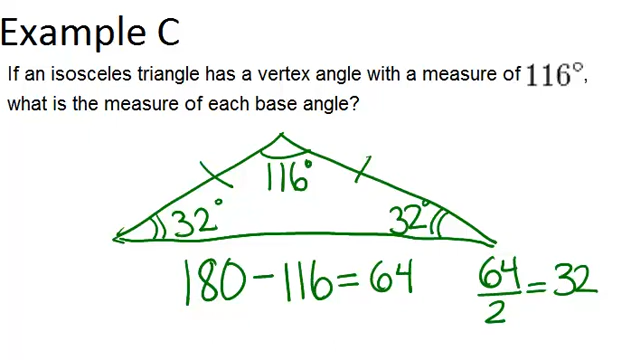 Example C
If an isosceles triangle has a vertex angle with a measure of 116°,
what is the measure of each base angle?
116°
32° 32°
180 - 116 = 64 64/2 = 32